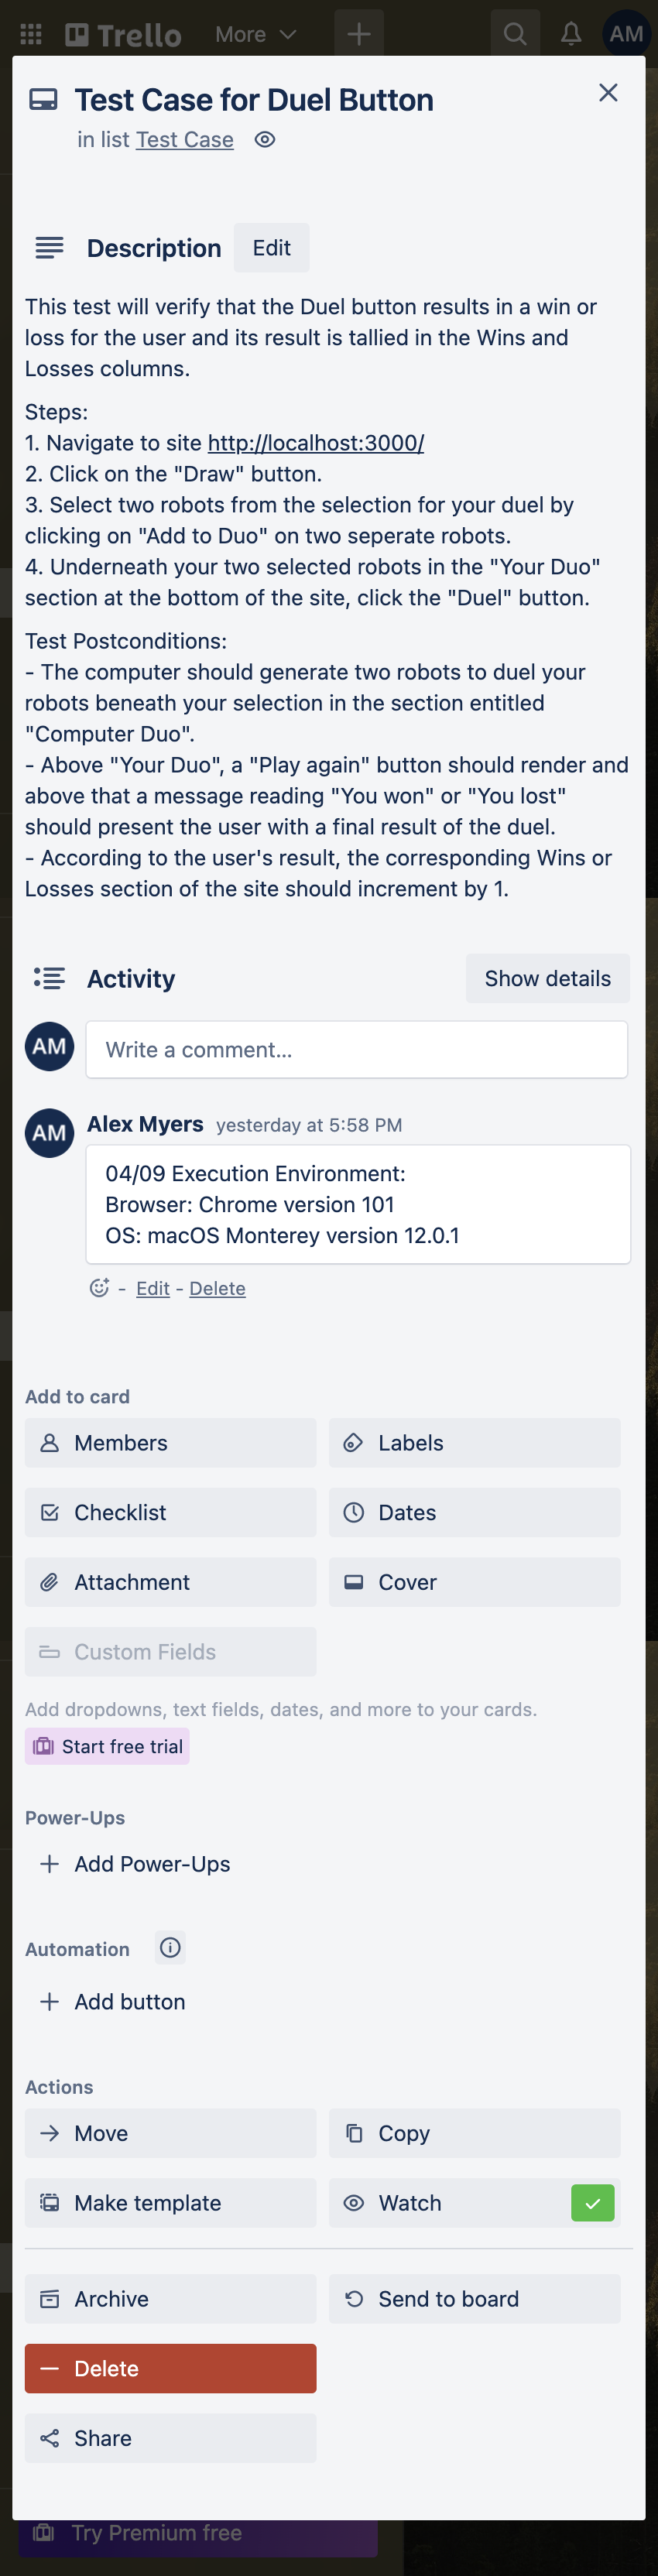 Trello
More
AM
Test Case for Duel Button
in list Test Case
Description
Edit
This test will verify that the Duel button results in a win or
loss for the user and its result is tallied in the Wins and
Losses columns.
Steps:
1. Navigate to site http://localhost:3000/
2. Click on the "Draw" button.
3. Select two robots from the selection for your duel by
clicking on "Add to Duo" on two seperate robots.
4. Underneath your two selected robots in the "Your Duo"
section at the bottom of the site, click the "Duel" button.
Test Postconditions:
- The computer should generate two robots to duel your
robots beneath your selection in the section entitled
"Computer Duo".
- Above "Your Duo", a "Play again" button should render and
above that a message reading "You won" or "You lost"
should present the user with a final result of the duel.
- According to the user's result, the corresponding Wins or
Losses section of the site should increment by 1.
Activity
Show details
AM
Write a comment...
AM
Alex Myers yesterday at 5:58 PM
04/09 Execution Environment:
Browser: Chrome version 101
OS: macOS Monterey version 12.0.1
- Edit - Delete
Add to card
Members
Labels
Checklist
Dates
Attachment
Cover
Custom Fields
Add dropdowns, text fields, dates, and more to your cards.
Start free trial
Power-Ups
Add Power-Ups
Automation
Add button
Actions
Move
Copy
Make template
Watch
Archive
Send to board
Delete
Share
Try Premium free